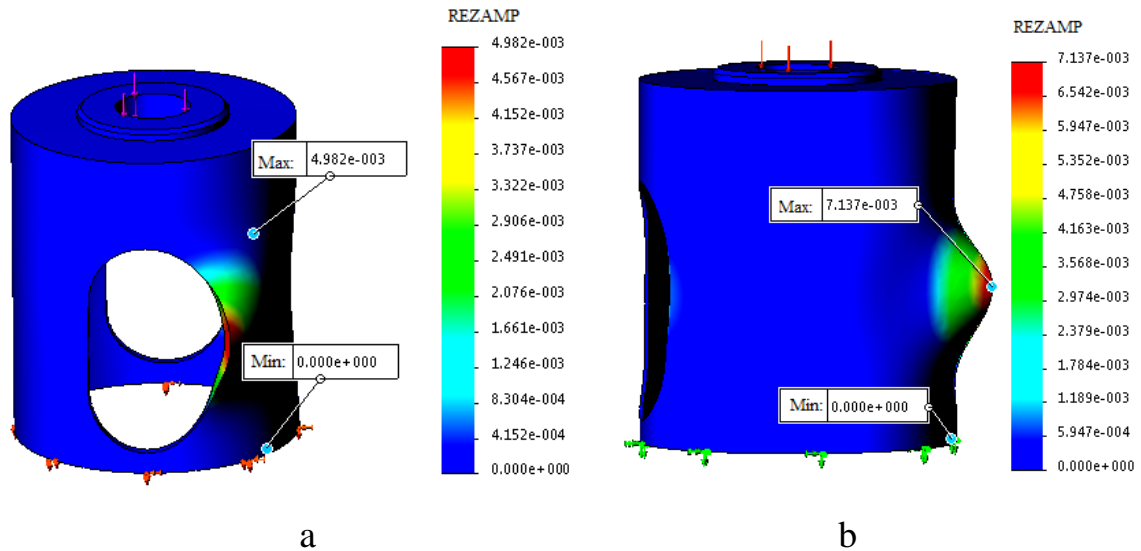 REZAMP
4.982e-003
4.567e-003
4.152e-003
3.737e-003
3.322e-003
2.906e-003
2.491e-003
2.076e-003
1.661e-003
1.246e-003
8.304e-004
4.152e-004
0.000e+000
Max: 4.982e-003
Min: 0.000e+000
a
REZAMP
7.137e-003
6.542e-003
5.947e-003
5.352e-003
4.758e-003
4.163e-003
3.568e-003
2.974e-003
2.379e-003
1.784e-003
1.189e-003
5.947e-004
0.000e+000
Max: 7.137e-003
Min: 0.000e+000
b